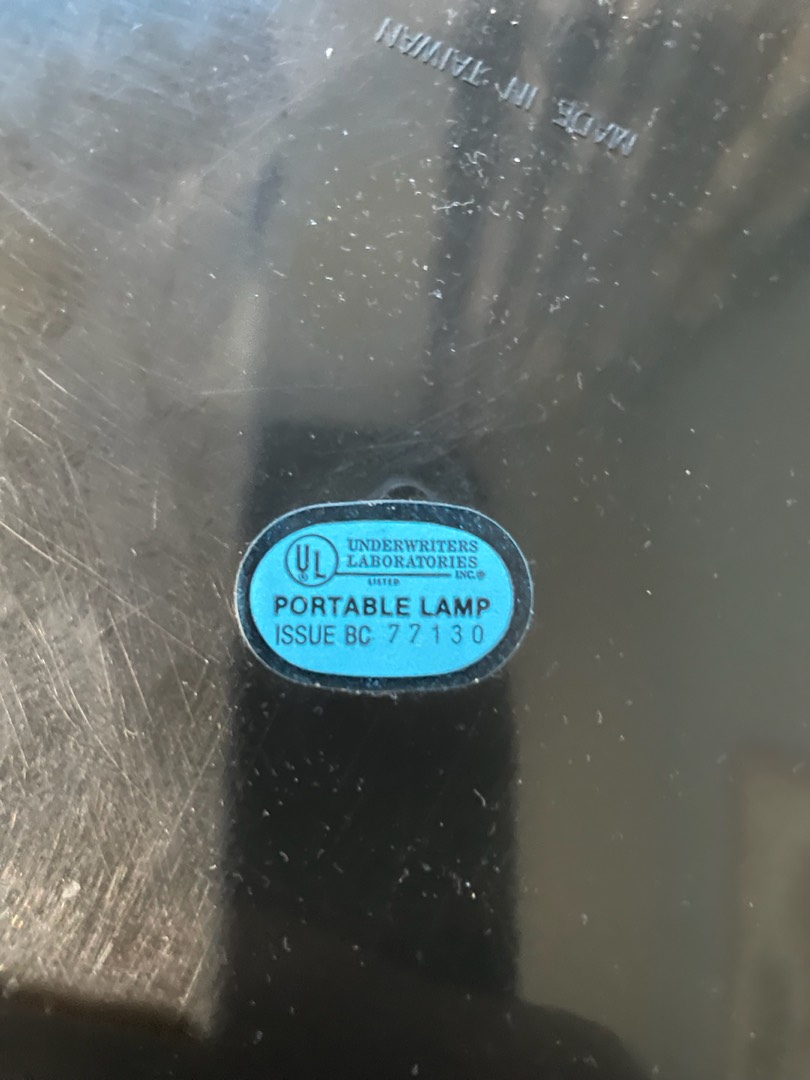 MADE IN TAIWAN
UL
®
UNDERWRITERS
LABORATORIES
INC.®
LISTED
PORTABLE LAMP
ISSUE BC 77130